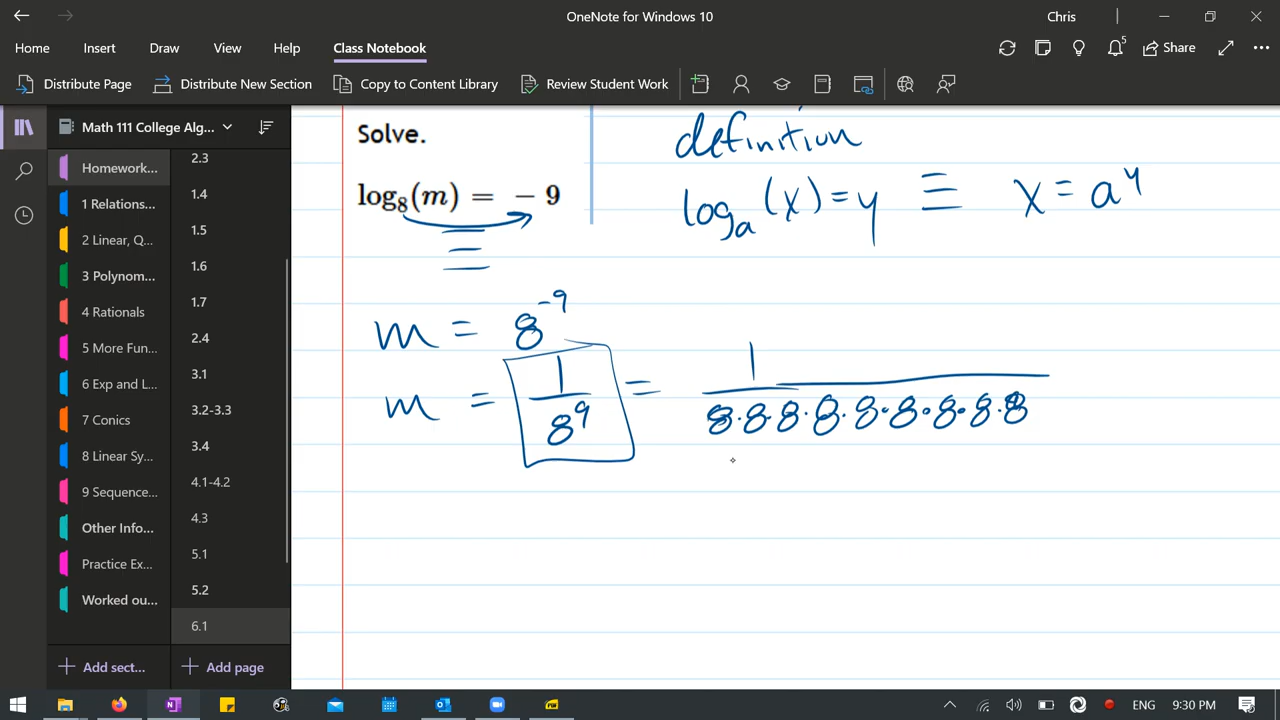 OneNote for Windows 10
Chris
Home Insert Draw View Help Class Notebook
5
Share
Distribute Page Distribute New Section Copy to Content Library Review Student Work
Math 111 College Alg...
Homework...
1 Relations...
2 Linear, Q...
3 Polynom...
4 Rationals
5 More Fun...
6 Exp and L...
7 Conics
8 Linear Sy...
9 Sequence...
Other Info...
Practice Ex...
Worked ou...
Add sect...
2.3
1.4
1.5
1.6
1.7
2.4
3.1
3.2-3.3
3.4
4.1-4.2
4.3
5.1
5.2
6.1
Add page
Solve.
log₈(m) = − 9
=
definition
logₐ(x) = y ≡ x = a^y
m = 8⁻⁹
m = 1/8⁹ = 1/8·8·8·8·8·8·8·8·8
ENG 9:30 PM